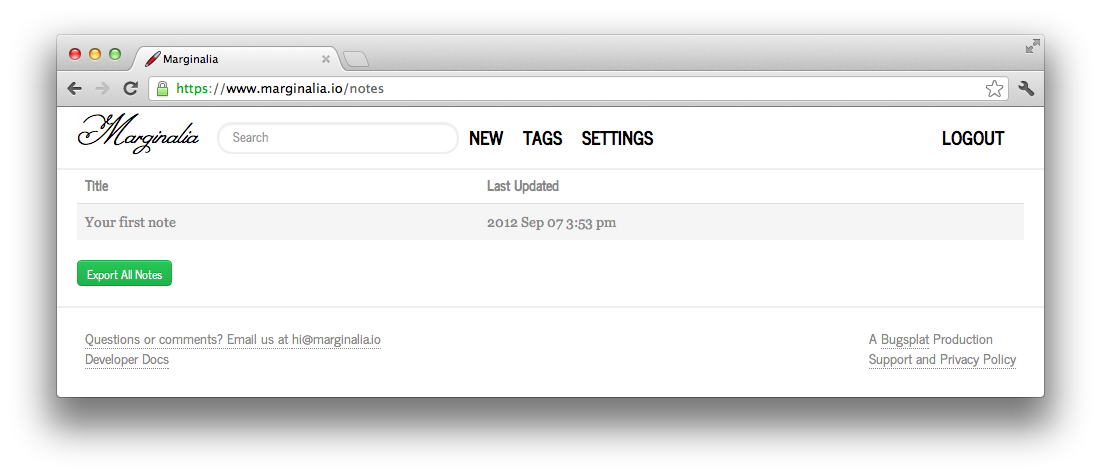 Marginalia
https://www.marginalia.io/notes
Marginalia Search NEW TAGS SETTINGS LOGOUT
Title Last Updated
Your first note 2012 Sep 07 3:53 pm
Export All Notes
Questions or comments? Email us at hi@marginalia.io A Bugsplat Production
Developer Docs Support and Privacy Policy